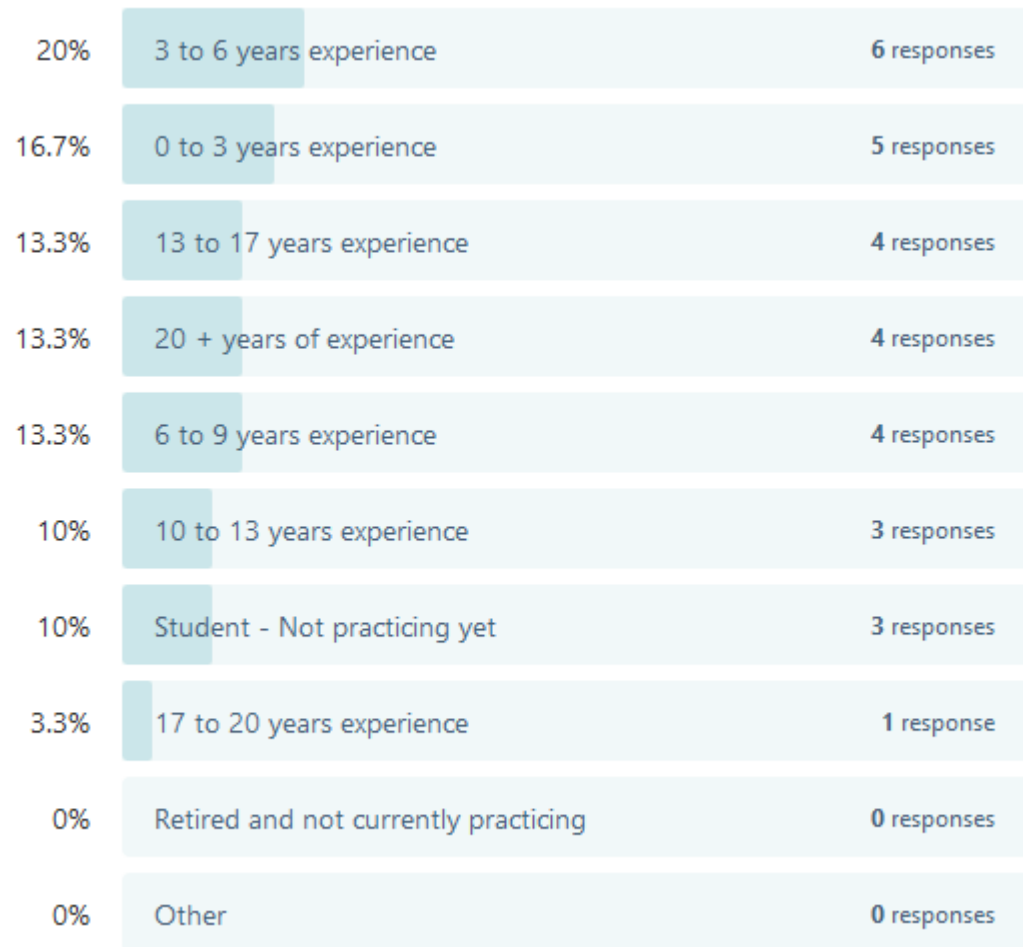 20% 3 to 6 years experience 6 responses
16.7% 0 to 3 years experience 5 responses
13.3% 13 to 17 years experience 4 responses
13.3% 20 + years of experience 4 responses
13.3% 6 to 9 years experience 4 responses
10% 10 to 13 years experience 3 responses
10% Student - Not practicing yet 3 responses
3.3% 17 to 20 years experience 1 response
0% Retired and not currently practicing 0 responses
0% Other 0 responses